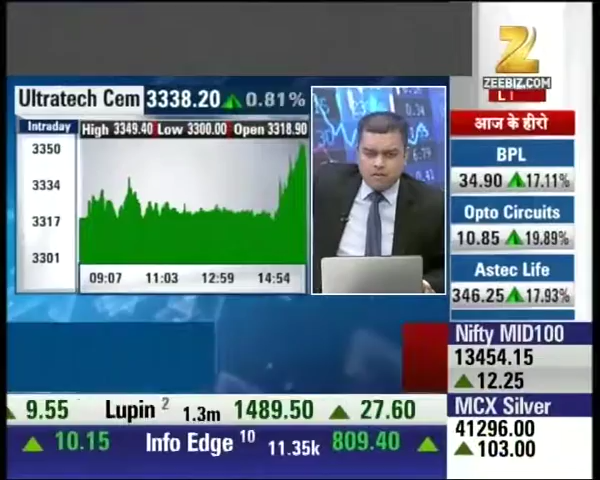 ZEEBIZ.COM
Ultratech Cem 3338.20 ▲ 0.81%
Intraday High 3349.40 Low 3300.00 Open 3318.90
3350
3334
3317
3301
09:07 11:03 12:59 14:54
आज के हीरो
BPL
34.90 ▲ 17.11%
Opto Circuits
10.85 ▲ 19.89%
Astec Life
346.25 ▲ 17.93%
Nifty MID100
13454.15
▲ 12.25
MCX Silver
41296.00
▲ 103.00
9.55 Lupin 2 1.3m 1489.50 ▲ 27.60
▲ 10.15 Info Edge 10 11.35k 809.40 ▲